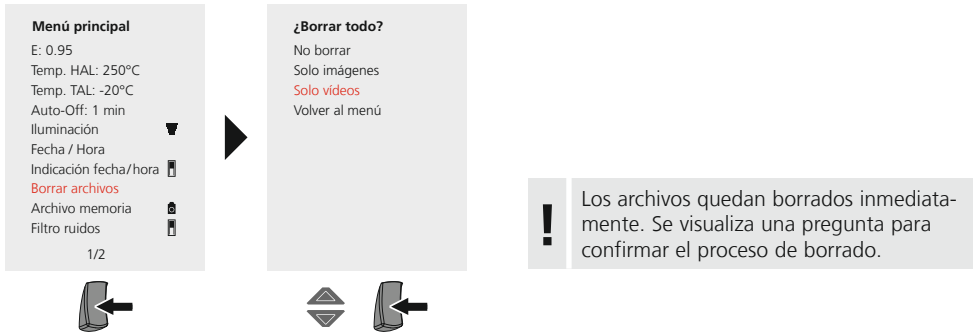 Menú principal
E: 0.95
Temp. HAL: 250°C
Temp. TAL: -20°C
Auto-Off: 1 min
Iluminación
Fecha / Hora
Indicación fecha/hora
Borrar archivos
Archivo memoria
Filtro ruidos
1/2
¿Borrar todo?
No borrar
Solo imágenes
Solo vídeos
Volver al menú
!
Los archivos quedan borrados inmediata-
mente. Se visualiza una pregunta para
confirmar el proceso de borrado.